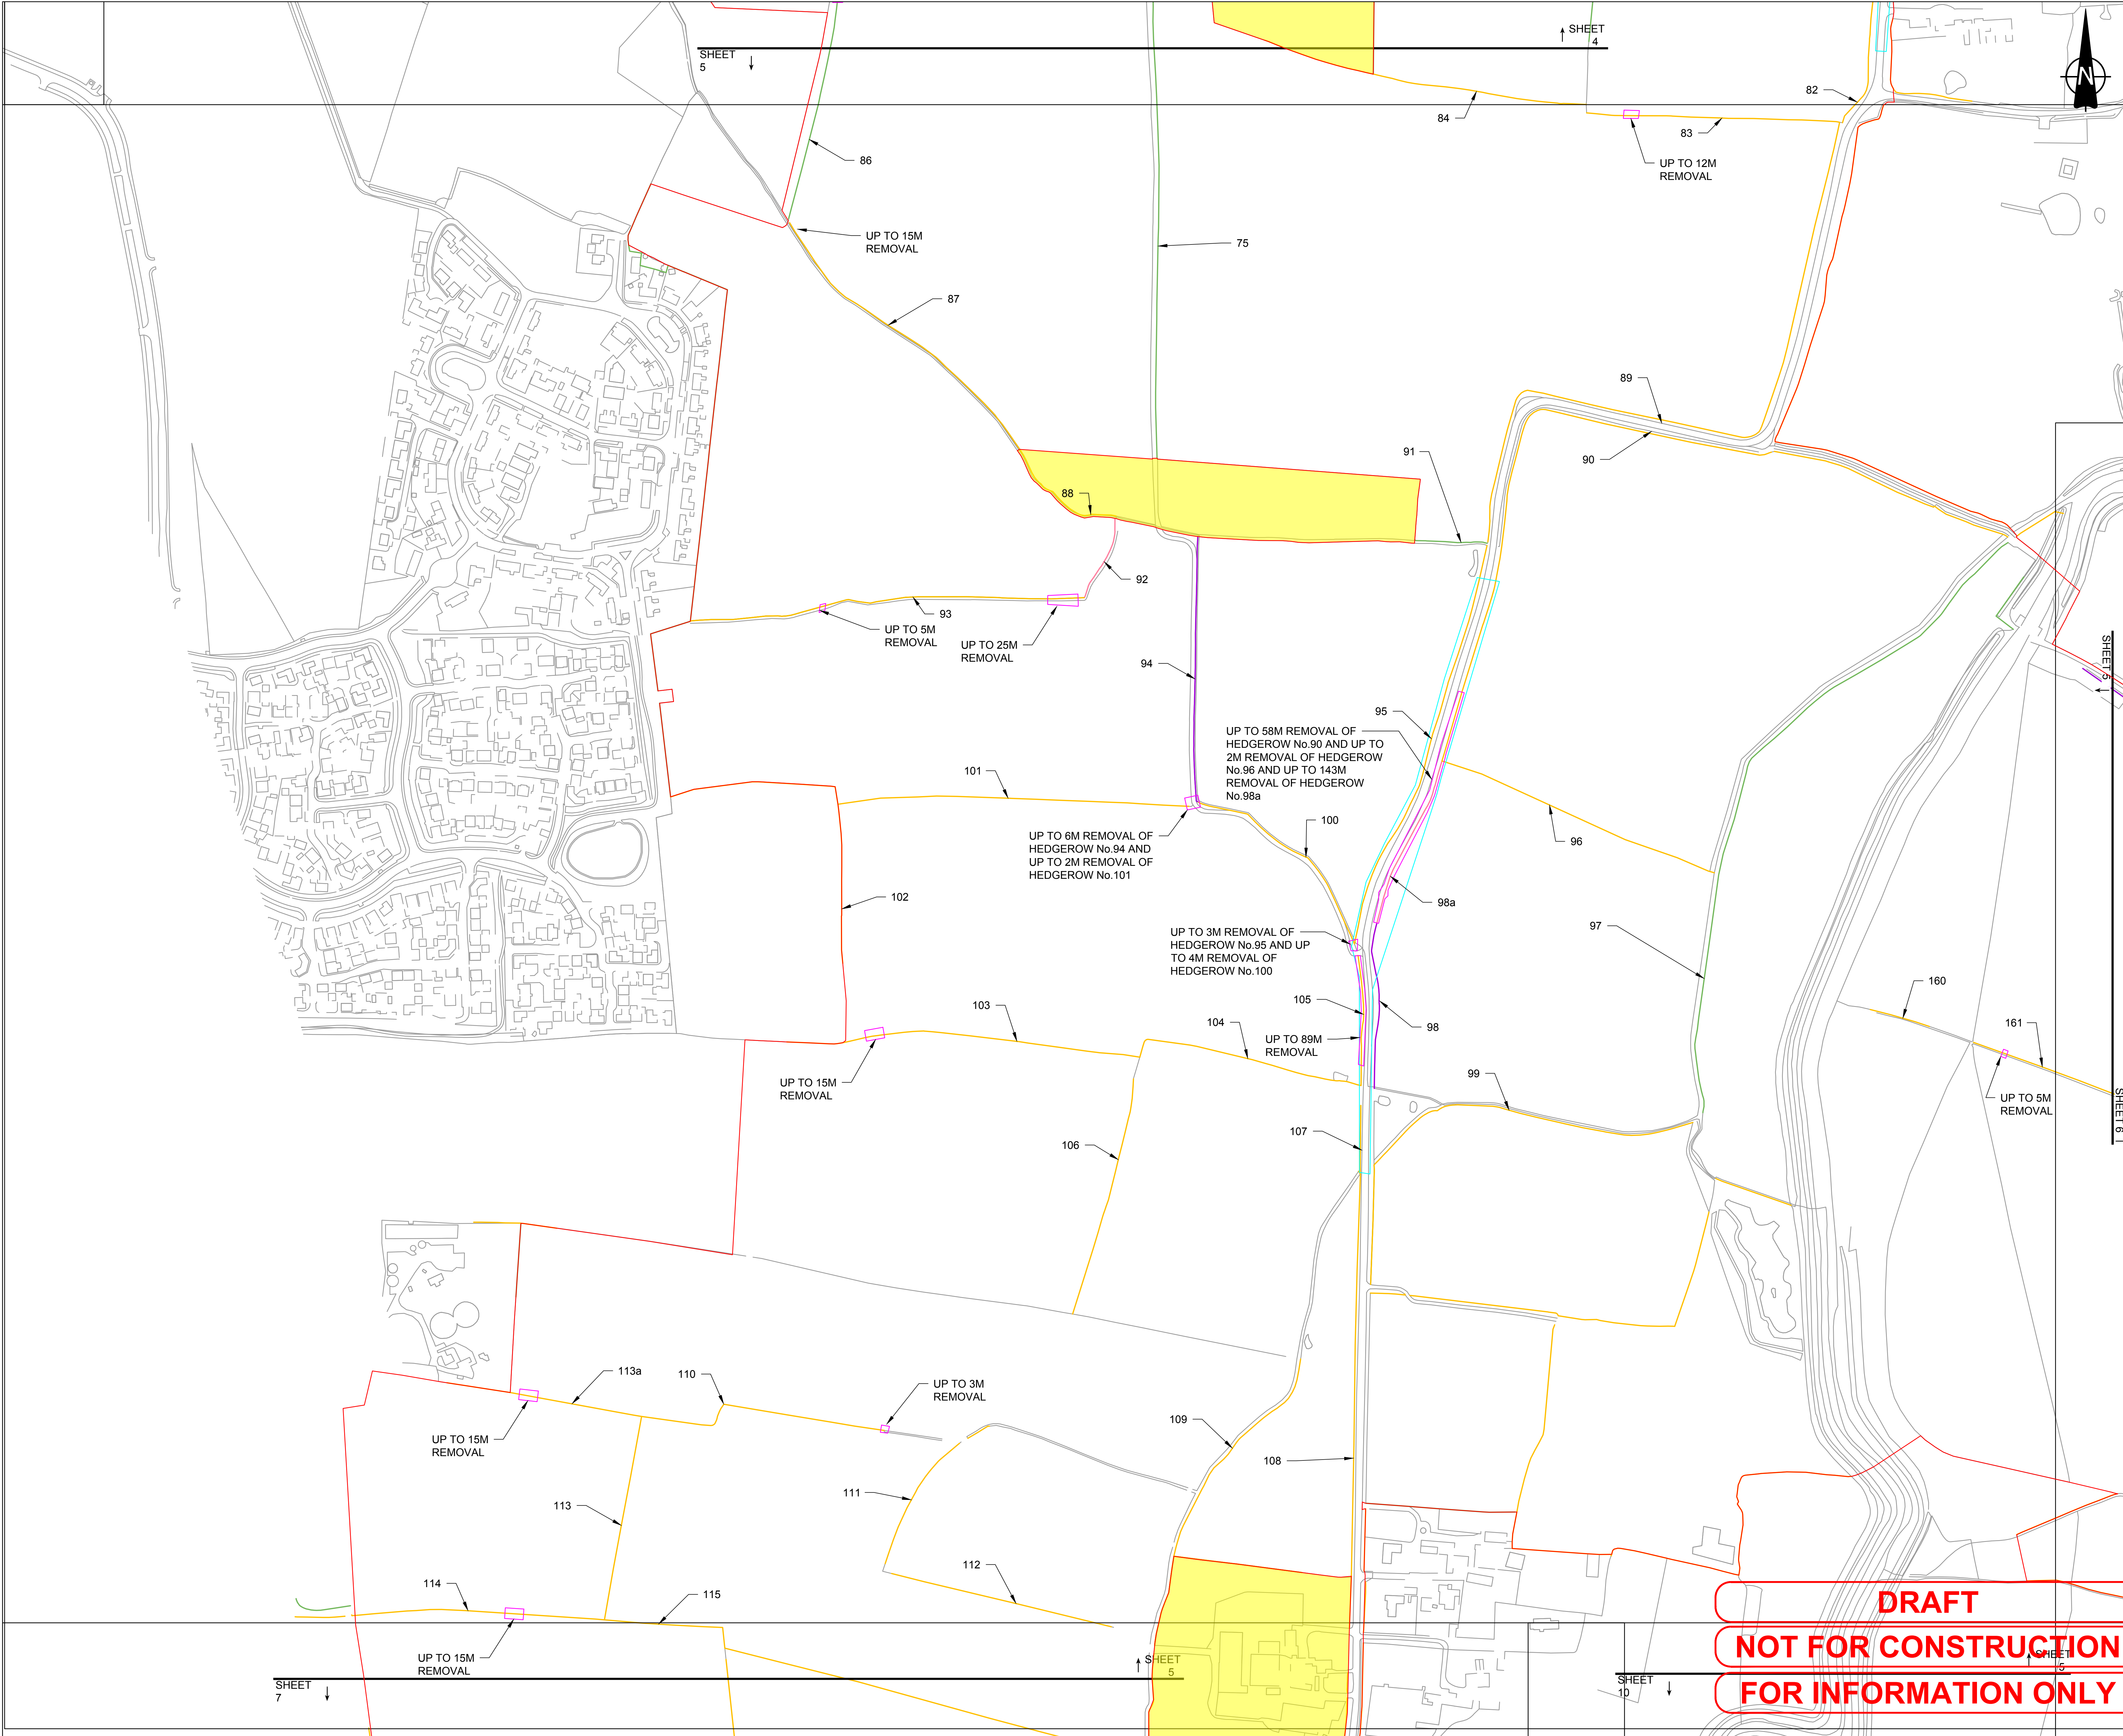 SHEET
4
SHEET
5
N
82
84
83
UP TO 12M
REMOVAL
86
UP TO 15M
REMOVAL
75
87
89
90
91
88
92
93
UP TO 5M
REMOVAL
UP TO 25M
REMOVAL
94
SHEET 5
95
UP TO 58M REMOVAL OF
HEDGEROW No.90 AND UP TO
2M REMOVAL OF HEDGEROW
No.96 AND UP TO 143M
REMOVAL OF HEDGEROW
No.98a
101
100
96
UP TO 6M REMOVAL OF
HEDGEROW No.94 AND
UP TO 2M REMOVAL OF
HEDGEROW No.101
102
98a
UP TO 3M REMOVAL OF
HEDGEROW No.95 AND UP
TO 4M REMOVAL OF
HEDGEROW No.100
97
160
103
105
98
104
161
UP TO 89M
REMOVAL
UP TO 15M
REMOVAL
99
UP TO 5M
REMOVAL
SHEET 6
107
106
113a
110
UP TO 3M
REMOVAL
UP TO 15M
REMOVAL
109
108
111
113
112
114
115
UP TO 15M
REMOVAL
SHEET
5
SHEET
7
DRAFT
NOT FOR CONSTRUCTION
SHEET
5
SHEET
10
FOR INFORMATION ONLY